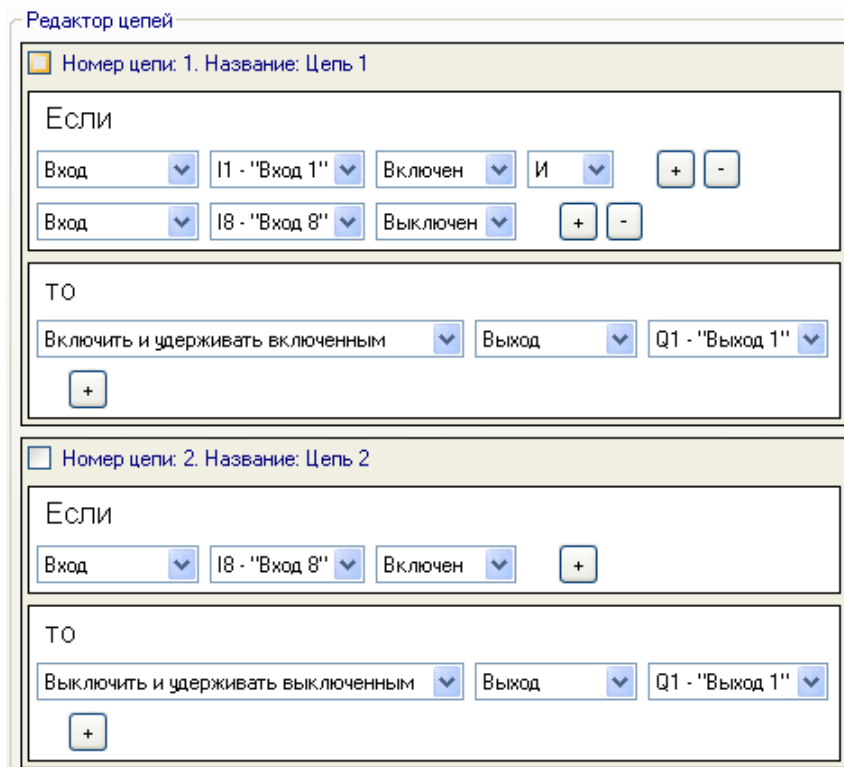 Редактор цепей
Номер цепи: 1. Название: Цепь 1
Если
Вход I1 - "Вход 1" Включен И + -
Вход I8 - "Вход 8" Выключен + -
то
Включить и удерживать включенным Выход Q1 - "Выход 1"
+
Номер цепи: 2. Название: Цепь 2
Если
Вход I8 - "Вход 8" Включен +
то
Выключить и удерживать выключенным Выход Q1 - "Выход 1"
+